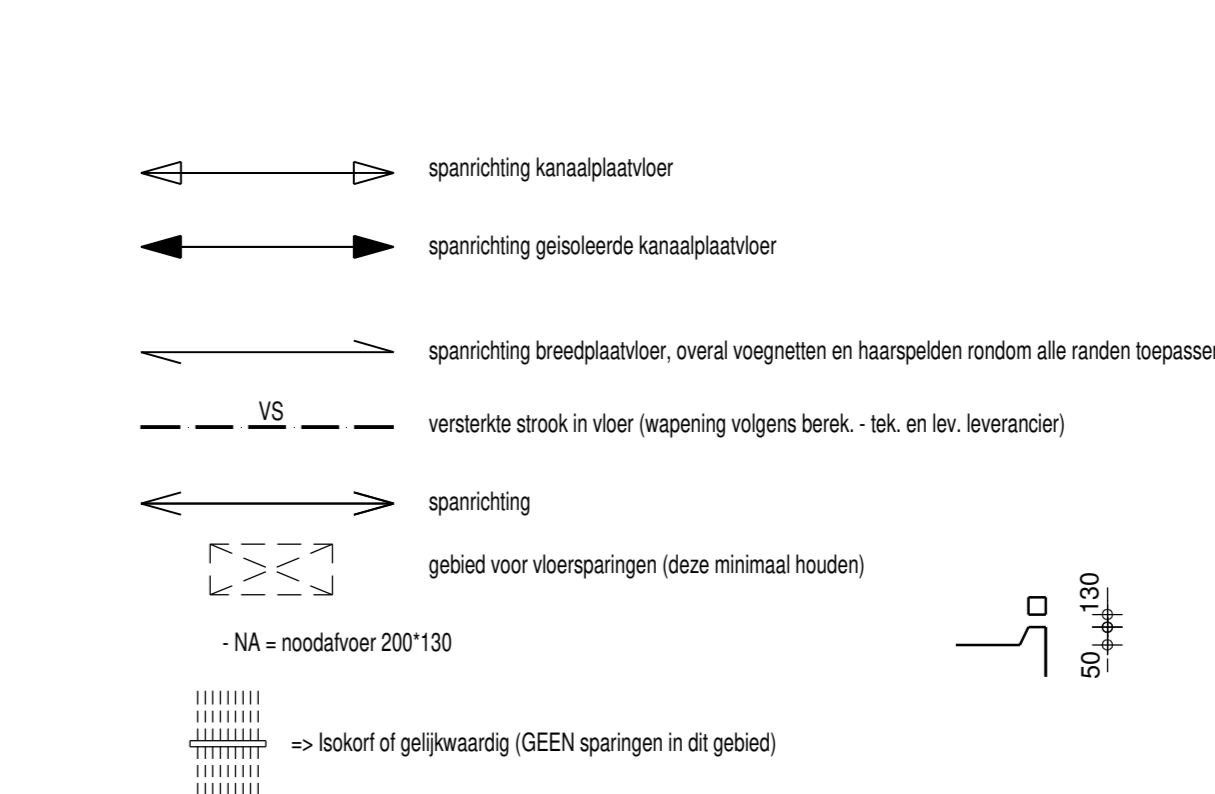 spanrichting kanaalplaatvloer
spanrichting geisoleerde kanaalplaatvloer
spanrichting breedplaatvloer, overal voegnetten en haarspelden rondom alle randen
VS
versterkte strook in vloer (wapening volgens berek. - tek. en lev. leverancier)
spanrichting
gebied voor vloersparingen (deze minimaal houden)
130
50
- NA = noodafvoer 200*130
=> Isokorf of gelijkwaardig (GEEN sparingen in dit gebied)